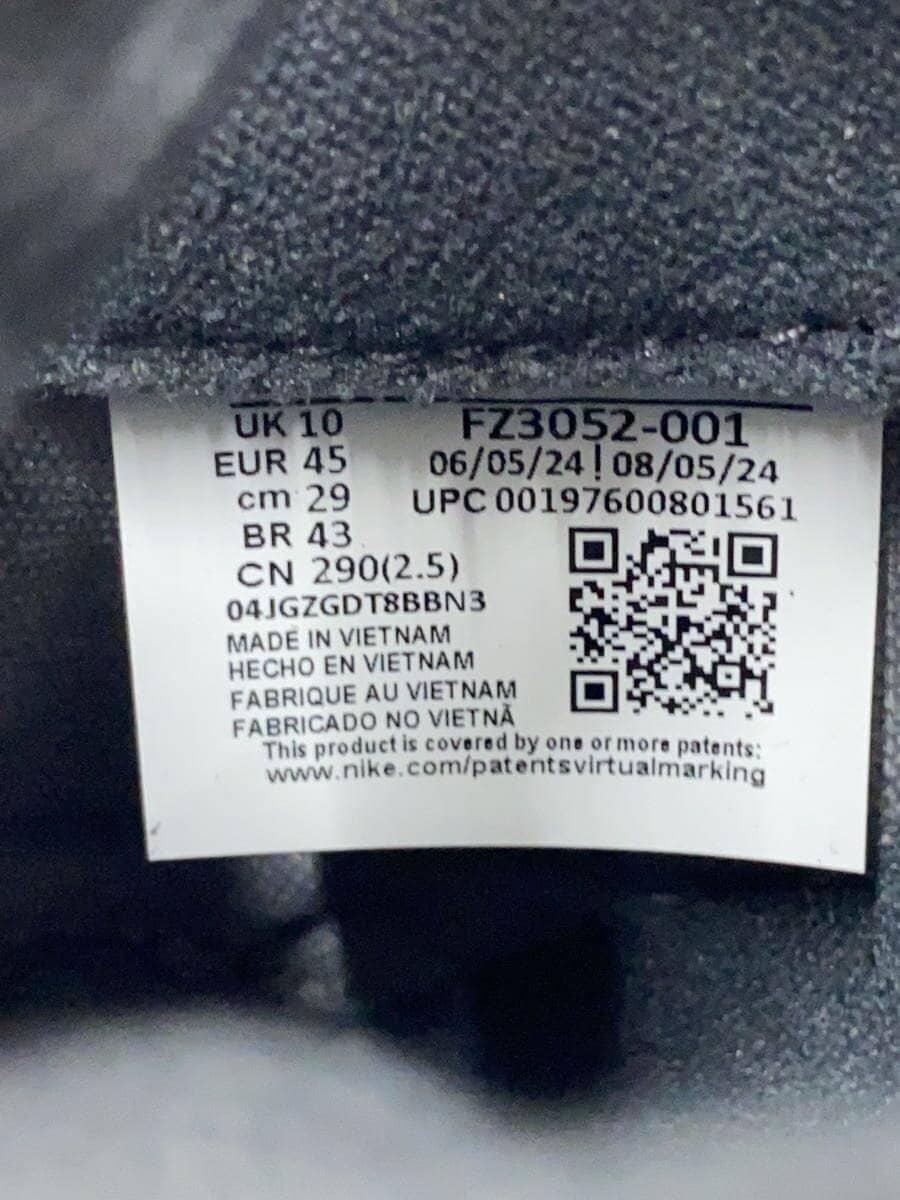 UK 10 FZ3052-001
EUR 45 06/05/24 | 08/05/24
cm 29 UPC 00197600801561
BR 43
CN 290(2.5)
04JGZGDT8BBN3
MADE IN VIETNAM
HECHO EN VIETNAM
FABRIQUE AU VIETNAM
FABRICADO NO VIETNÃ
This product is covered by one or more patents:
www.nike.com/patentsvirtualmarking